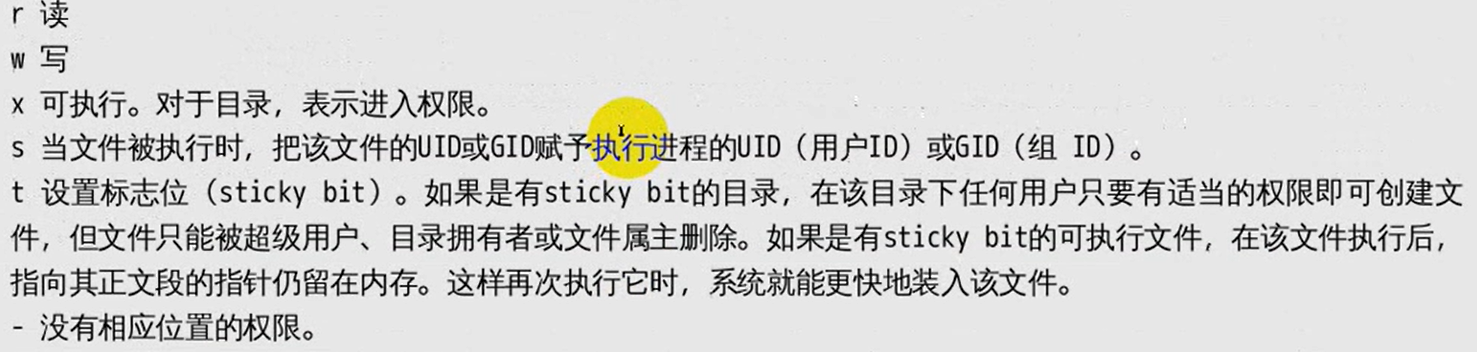 r 读
w 写
x 可执行。对于目录，表示进入权限。
s 当文件被执行时，把该文件的UID或GID赋予执行进程的UID（用户ID）或GID（组 ID）。
t 设置标志位（sticky bit）。如果是有sticky bit的目录，在该目录下任何用户只要有适当的权限即可创建文
件，但文件只能被超级用户、目录拥有者或文件属主删除。如果是有sticky bit的可执行文件，在该文件执行后，
指向其正文段的指针仍留在内存。这样再次执行它时，系统就能更快地装入该文件。
- 没有相应位置的权限。